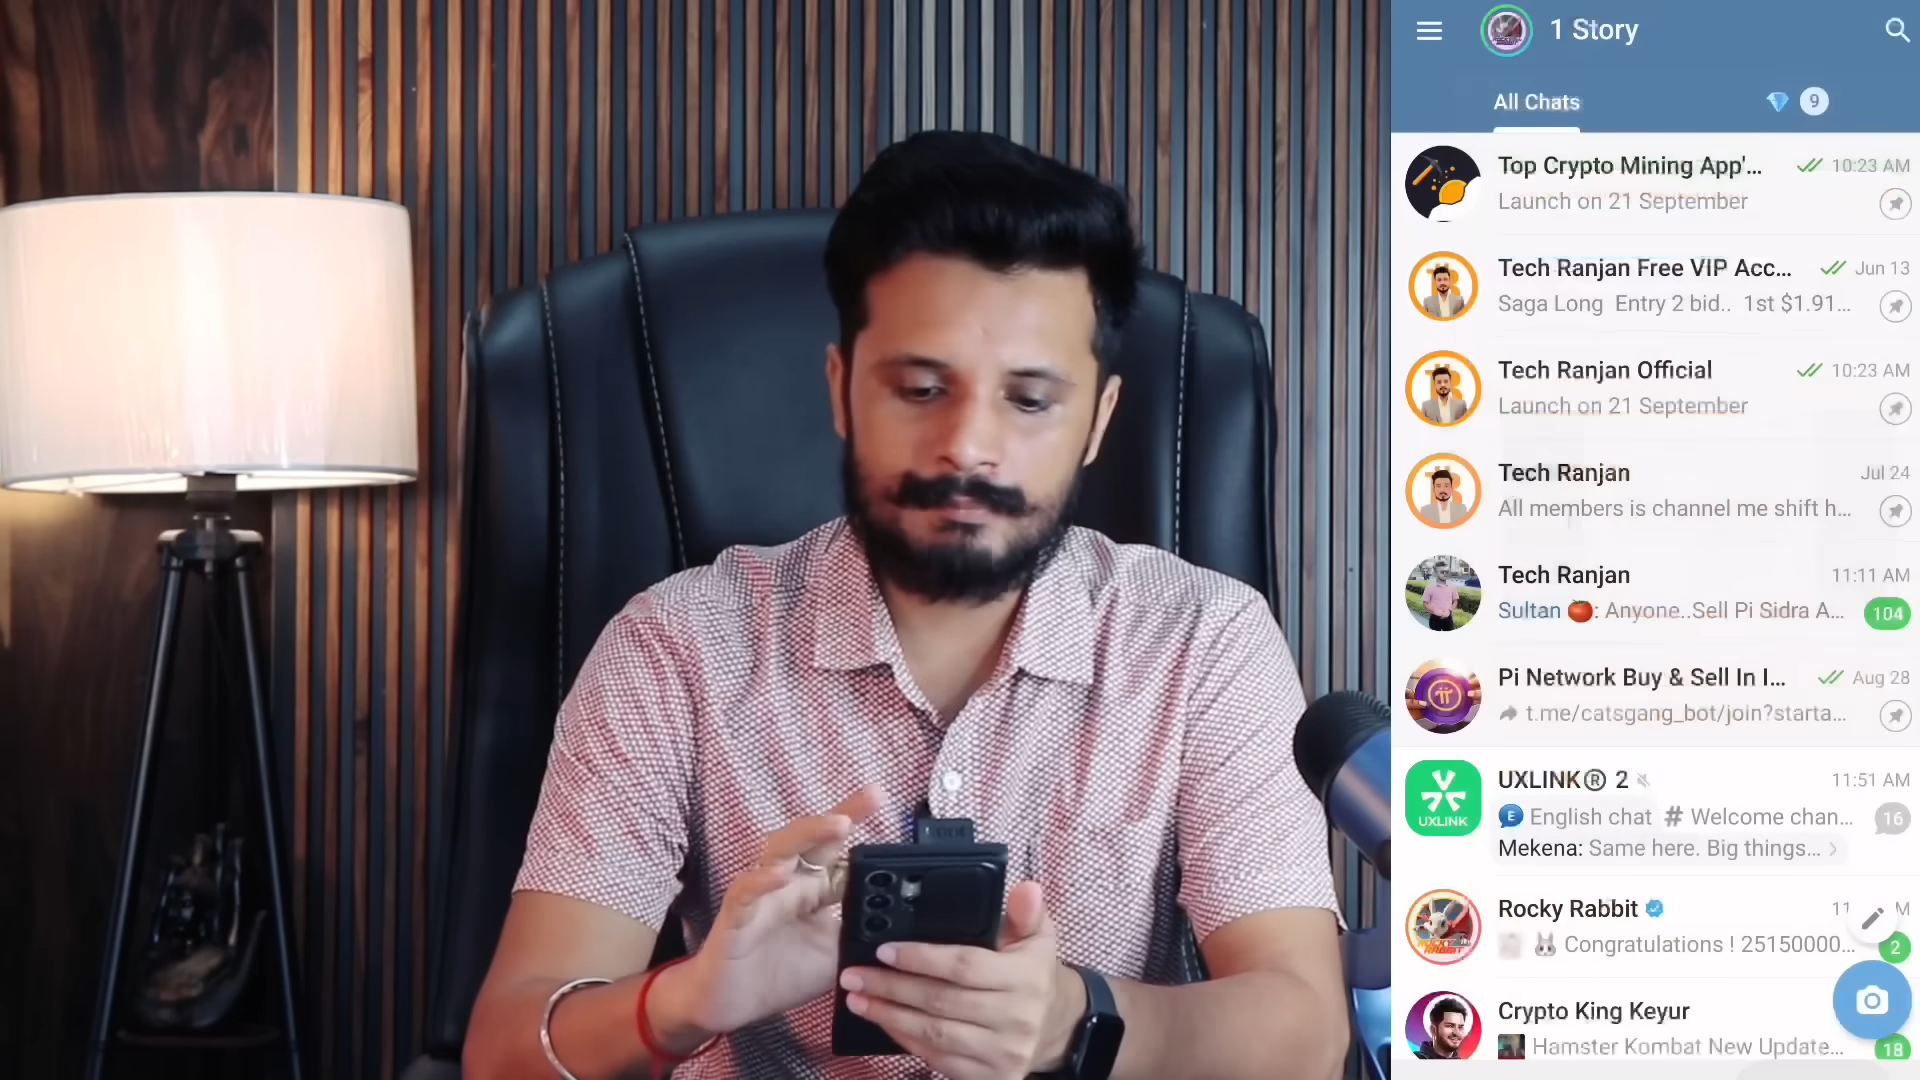 1 Story
All Chats
9
Top Crypto Mining App'...
10:23 AM
Launch on 21 September
Tech Ranjan Free VIP Acc...
Jun 13
Saga Long Entry 2 bid.. 1st $1.91...
Tech Ranjan Official
10:23 AM
Launch on 21 September
Tech Ranjan
Jul 24
All members is channel me shift h...
Tech Ranjan
11:11 AM
Sultan 🍅: Anyone..Sell Pi Sidra A...
104
Pi Network Buy & Sell In I...
Aug 28
t.me/catsgang_bot/join?starta...
UXLINK® 2
11:51 AM
UXLINK
E English chat # Welcome chan...
16
Mekena: Same here. Big things... >
Rocky Rabbit
🐰 Congratulations ! 25150000...
2
Crypto King Keyur
Hamster Kombat New Update...
18